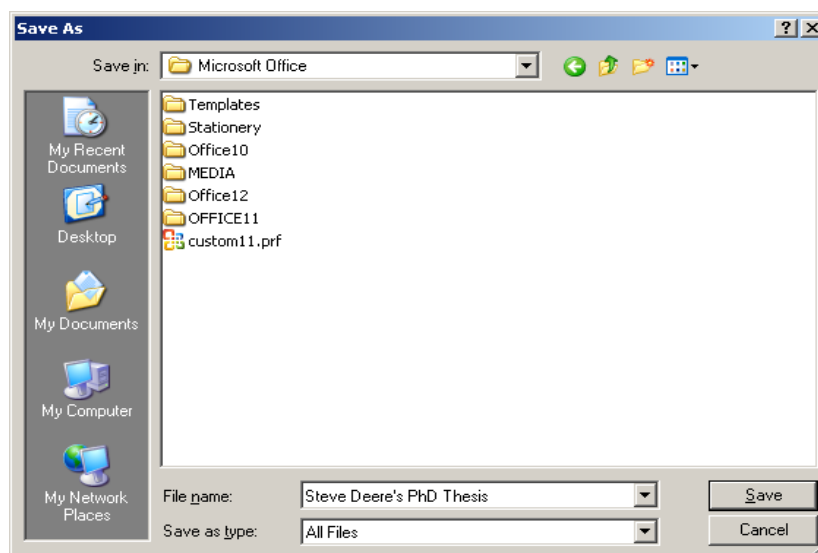 Save As
Save in: Microsoft Office
Templates
Stationery
Office10
MEDIA
Office12
OFFICE11
custom11.prf
My Recent
Documents
Desktop
My Documents
My Computer
My Network
Places
File name: Steve Deere's PhD Thesis Save
Save as type: All Files Cancel